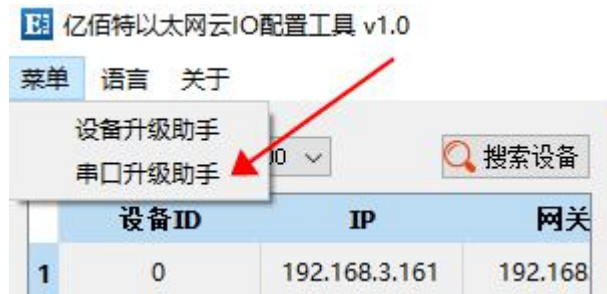 亿佰特以太网云IO配置工具 v1.0
菜单 语言 关于
设备升级助手
串口升级助手
搜索设备
设备ID IP 网关
1 0 192.168.3.161 192.168